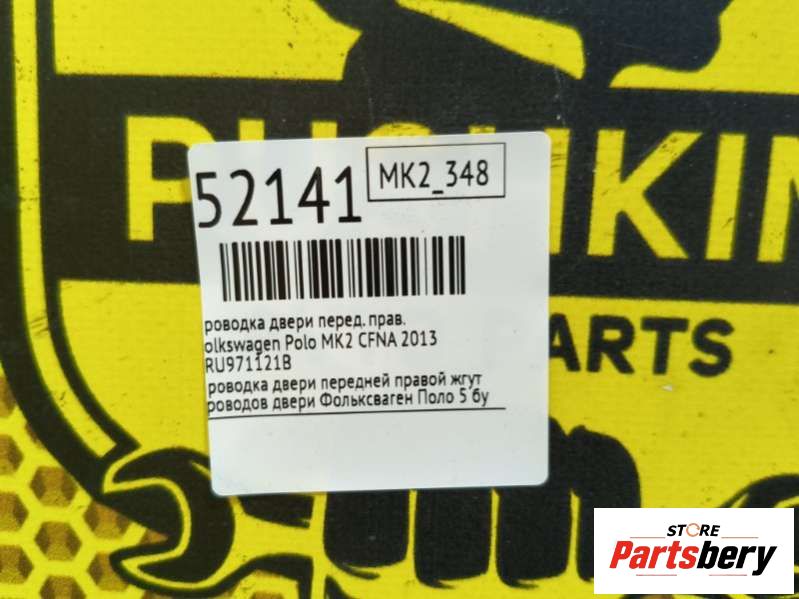 52141
MK2_348
роводка двери перед. прав.
olkswagen Polo MK2 CFNA 2013
RU971121B
роводка двери передней правой жгут
роводов двери Фольксваген Поло 5 бу
ARTS
STORE
Partsbery